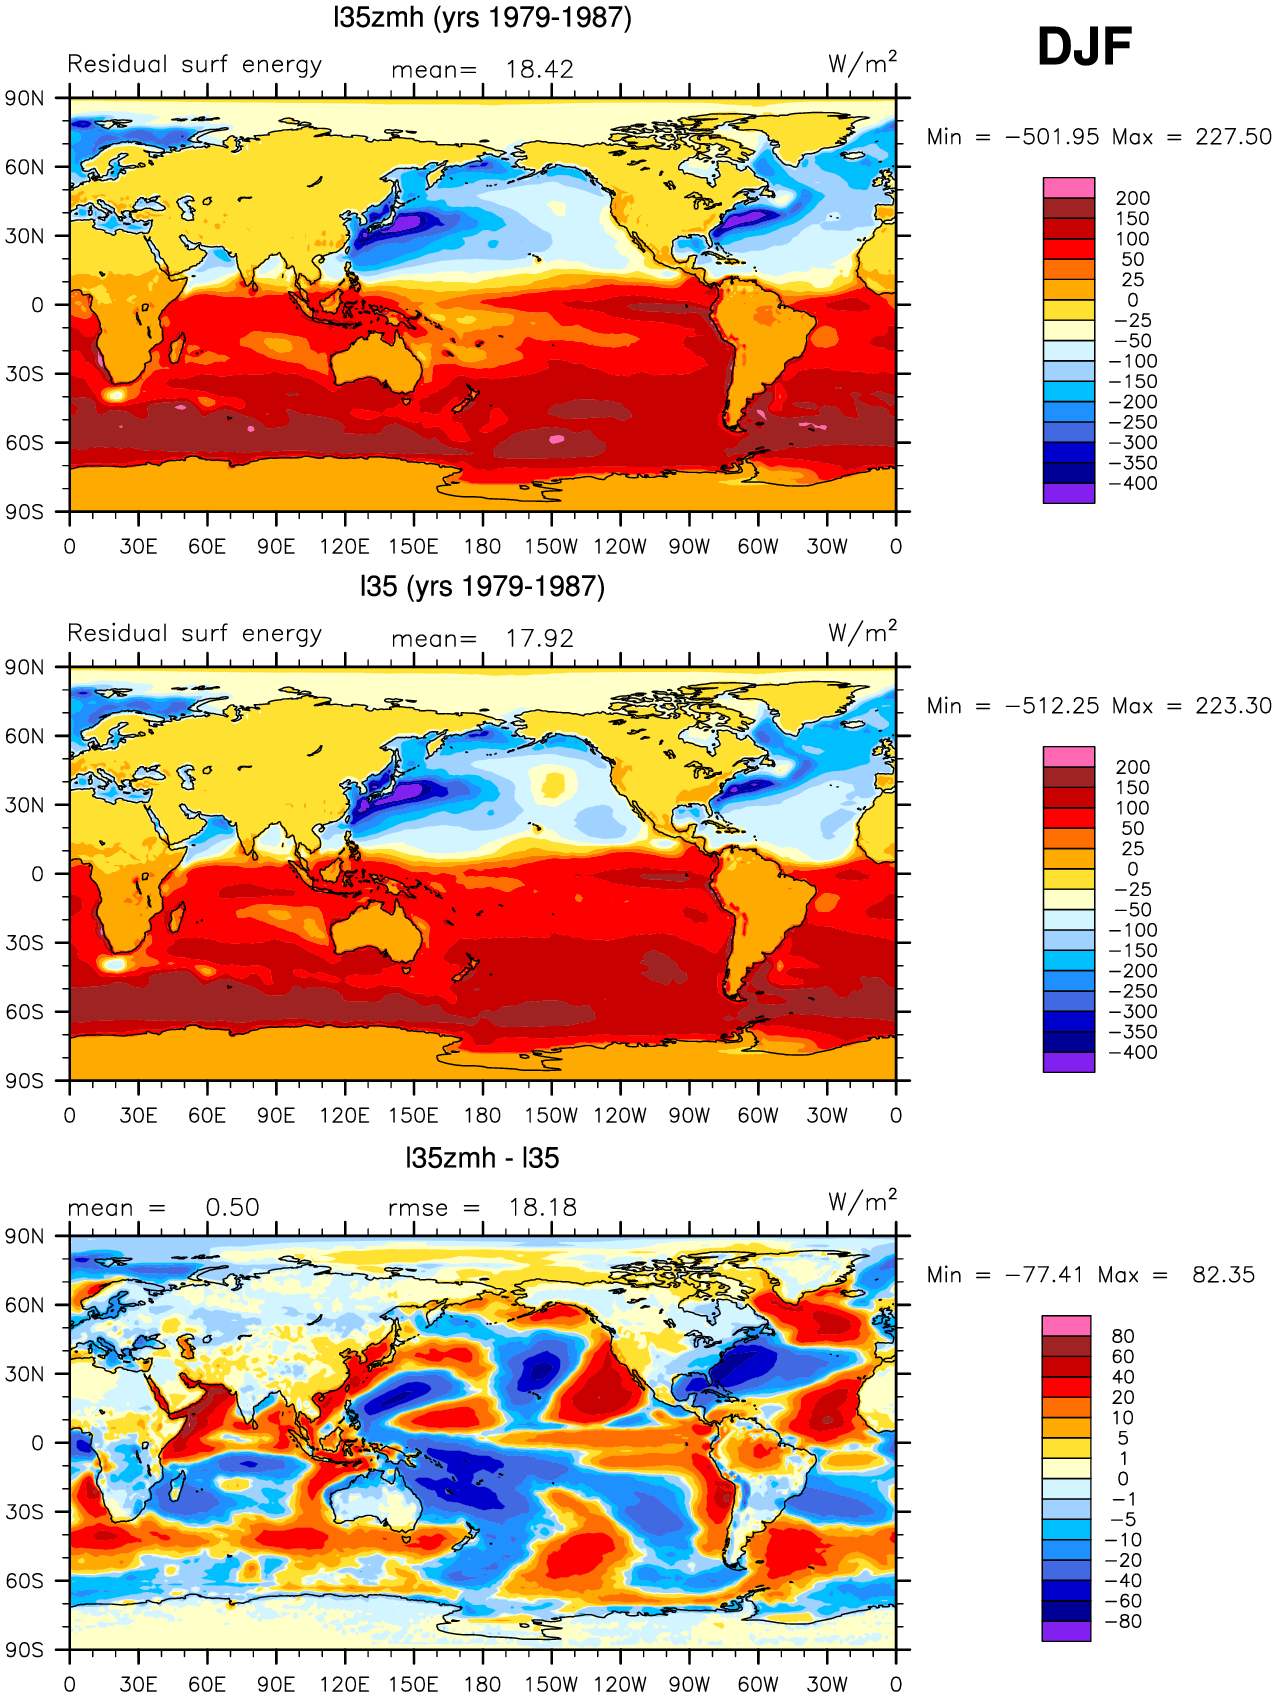 l35zmh (yrs 1979-1987)
DJF
Residual surf energy mean= 18.42 W/m²
Min = −501.95 Max = 227.50
90N
60N
30N
0
30S
60S
90S
0 30E 60E 90E 120E 150E 180 150W 120W 90W 60W 30W 0
200
150
100
50
25
0
−25
−50
−100
−150
−200
−250
−300
−350
−400
l35 (yrs 1979-1987)
Residual surf energy mean= 17.92 W/m²
Min = −512.25 Max = 223.30
90N
60N
30N
0
30S
60S
90S
0 30E 60E 90E 120E 150E 180 150W 120W 90W 60W 30W 0
200
150
100
50
25
0
−25
−50
−100
−150
−200
−250
−300
−350
−400
l35zmh - l35
mean = 0.50 rmse = 18.18 W/m²
Min = −77.41 Max = 82.35
90N
60N
30N
0
30S
60S
90S
0 30E 60E 90E 120E 150E 180 150W 120W 90W 60W 30W 0
80
60
40
20
10
5
1
0
−1
−5
−10
−20
−40
−60
−80